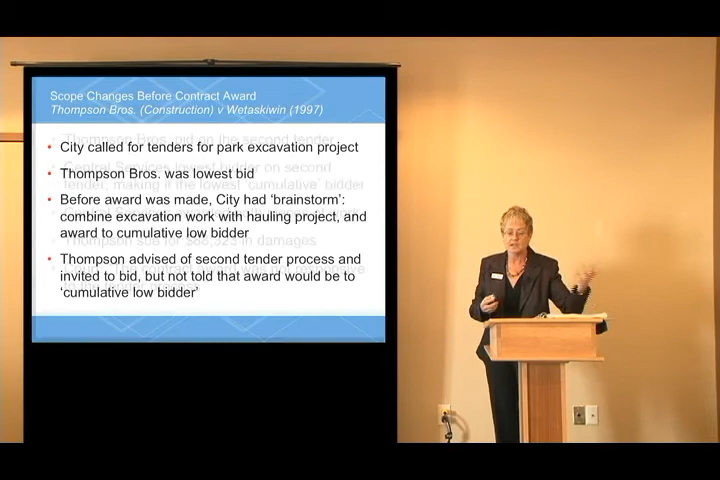 Scope Changes Before Contract Award
Thompson Bros. (Construction) v Wetaskiwin (1997)
• City called for tenders for park excavation project
• Thompson Bros. was lowest bid
• Before award was made, City had ‘brainstorm’:
combine excavation work with hauling project, and
award to cumulative low bidder
• Thompson advised of second tender process and
invited to bid, but not told that award would be to
‘cumulative low bidder’